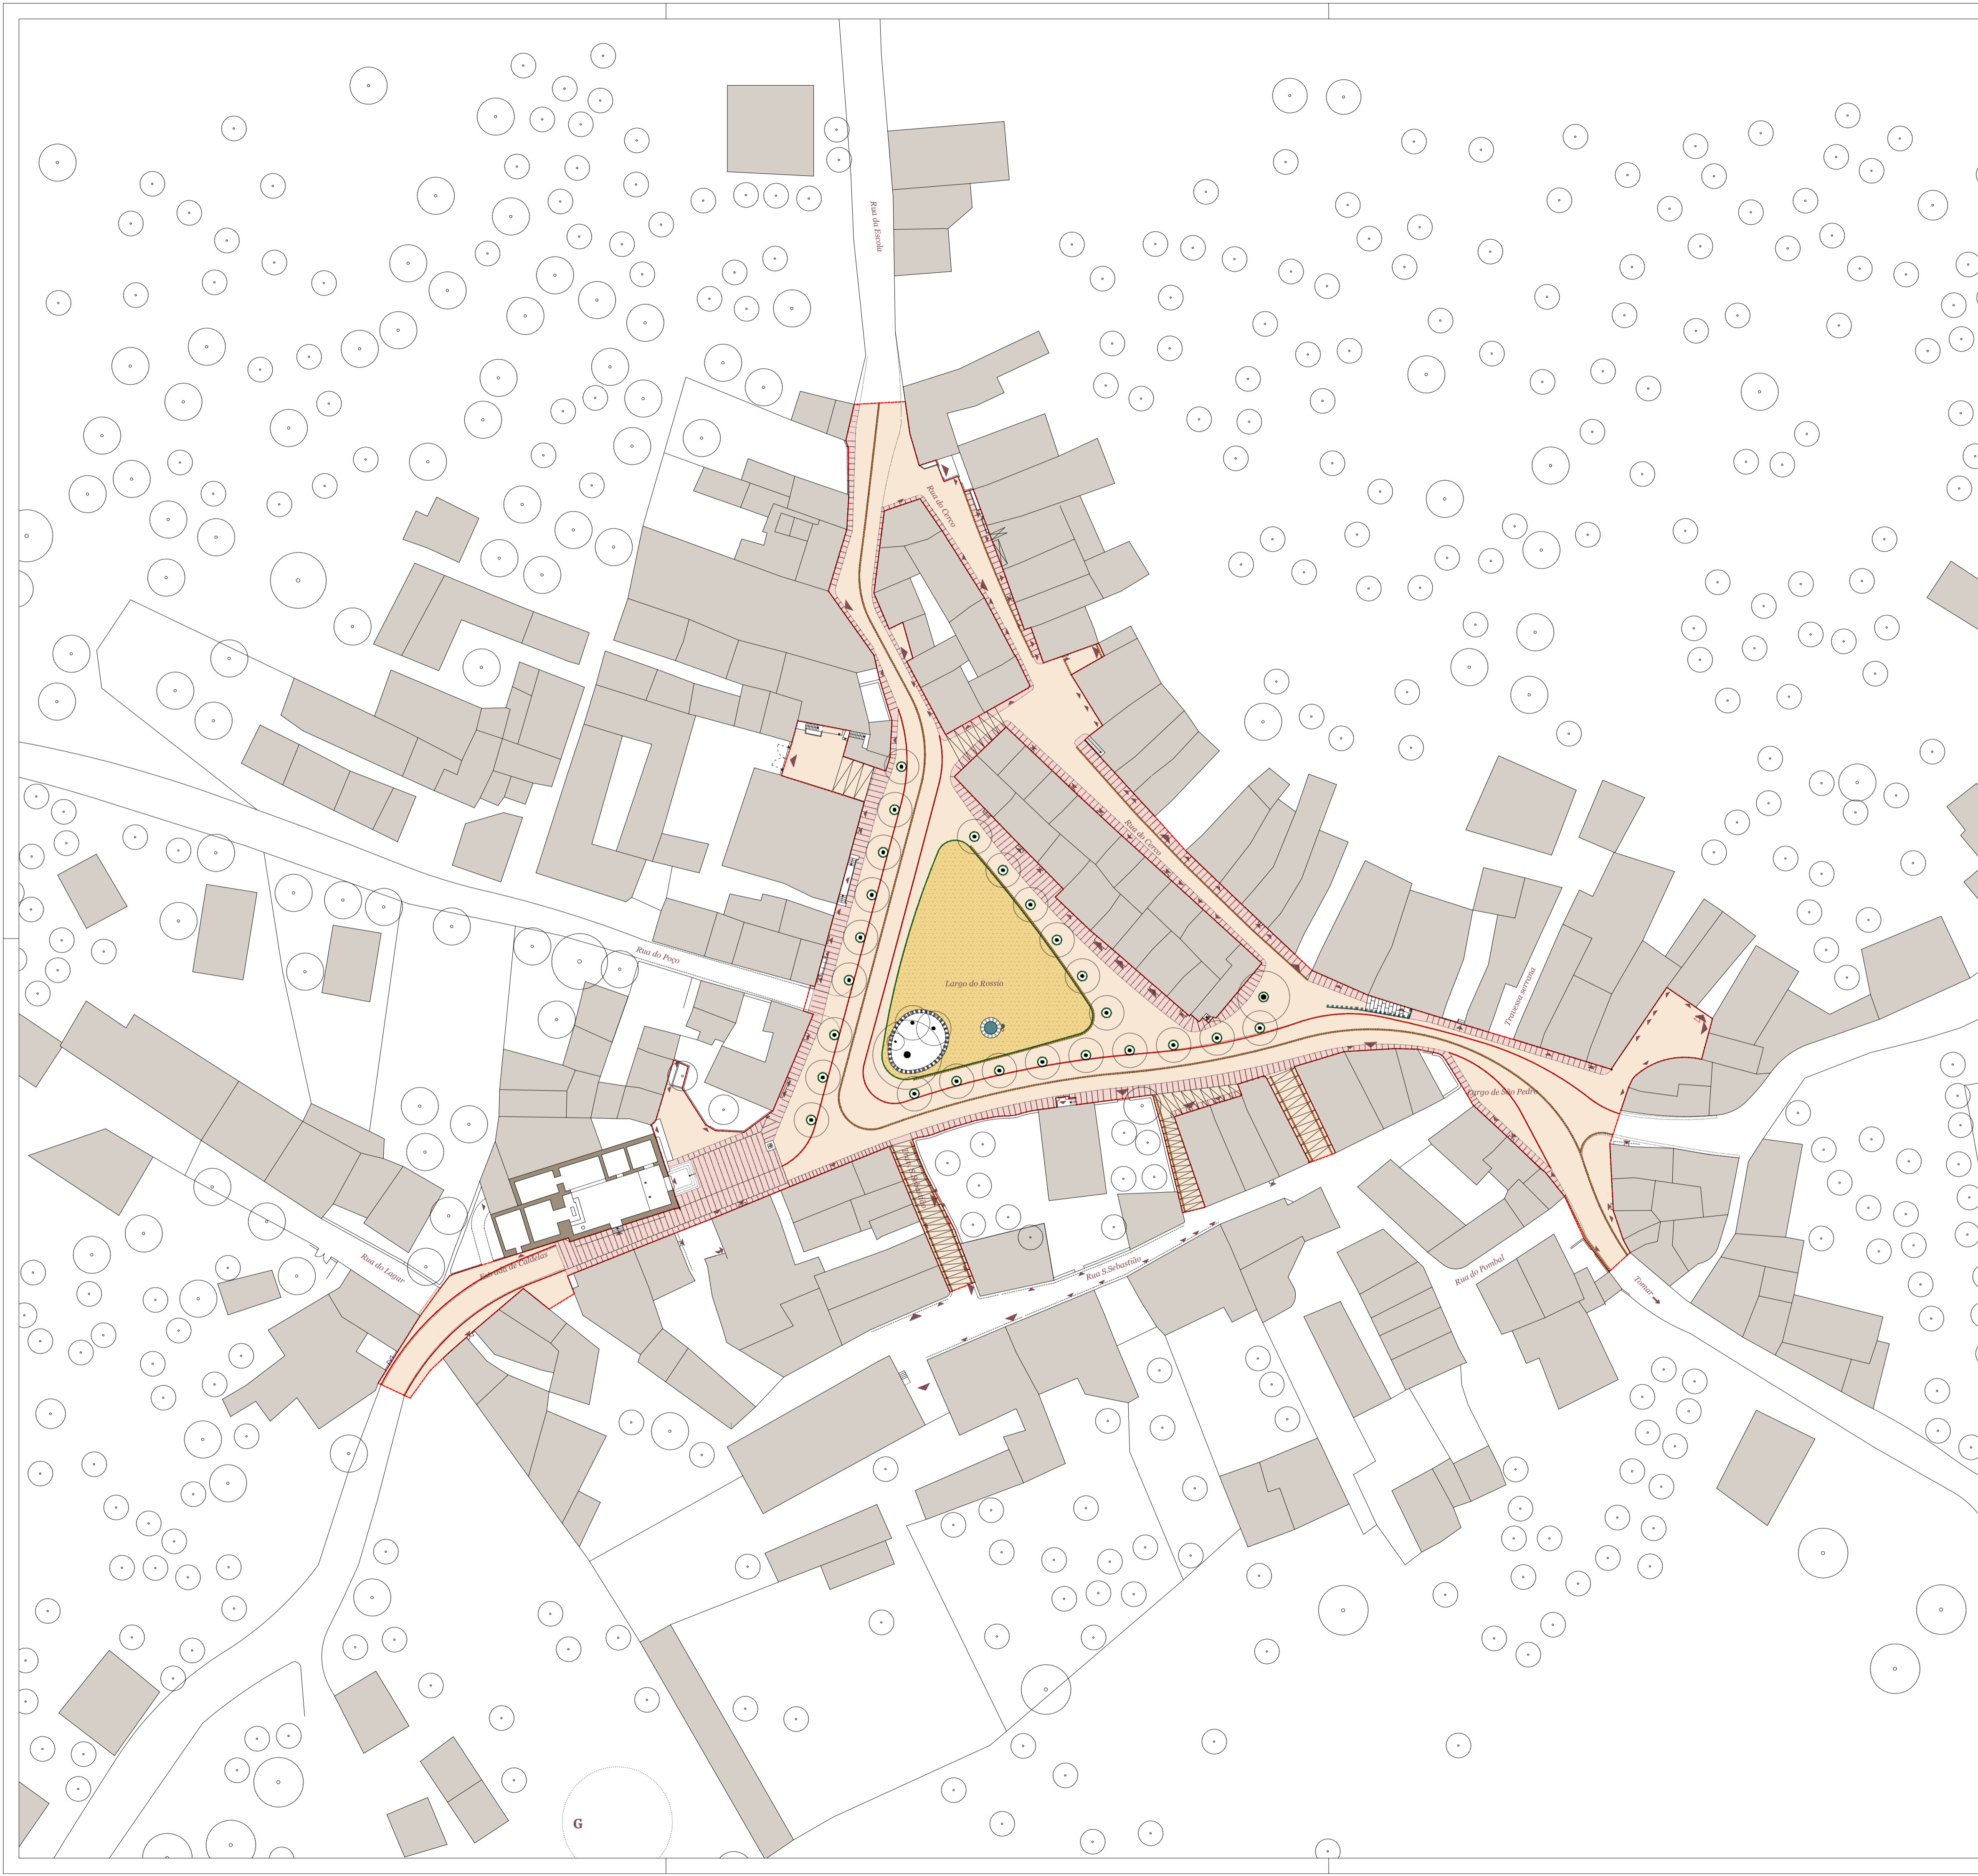 Rua da Escola
Rua do Cerco
Rua do Cerco
Rua do Poço
Largo do Rossio
Travessa serrana
Largo de São Pedro
Estrada de Caldelas
Rua do Lagar
Rua S.Sebastião
Rua do Pombal
Tomar
G